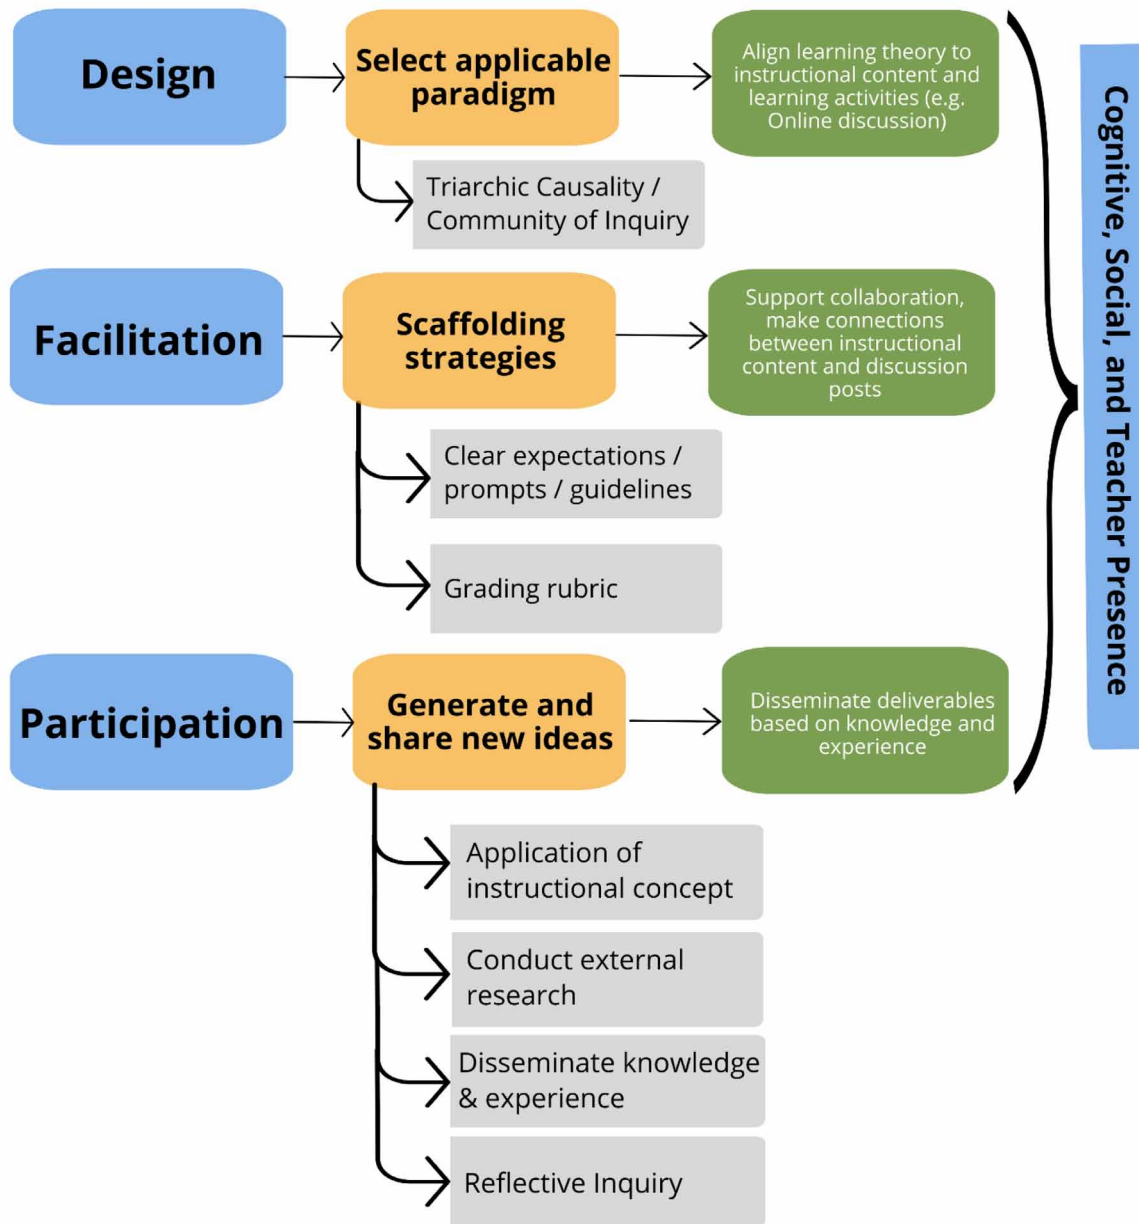 Design
Select applicable
paradigm
Align learning theory to
instructional content and
learning activities (e.g.
Online discussion)
Triarchic Causality /
Community of Inquiry
Facilitation
Scaffolding
strategies
Support collaboration,
make connections
between instructional
content and discussion
posts
Clear expectations /
prompts / guidelines
Grading rubric
Participation
Generate and
share new ideas
Disseminate deliverables
based on knowledge and
experience
Application of
instructional concept
Conduct external
research
Disseminate knowledge
& experience
Reflective Inquiry
Cognitive, Social, and Teacher Presence